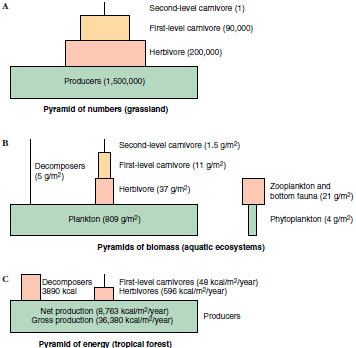 A
Second-level carnivore (1)
First-level carnivore (90,000)
Herbivore (200,000)
Producers (1,500,000)
Pyramid of numbers (grassland)
B
Decomposers
(5 g/m²)
Second-level carnivore (1.5 g/m²)
First-level carnivore (11 g/m²)
Herbivore (37 g/m²)
Plankton (809 g/m²)
Zooplankton and
bottom fauna (21 g/m²)
Phytoplankton (4 g/m²)
Pyramids of biomass (aquatic ecosystems)
C
Decomposers
3890 kcal
First-level carnivores (48 kcal/m²/year)
Herbivores (596 kcal/m²/year)
Net production (8,763 kcal/m²/year)
Gross production (36,380 kcal/m²/year)
Producers
Pyramid of energy (tropical forest)